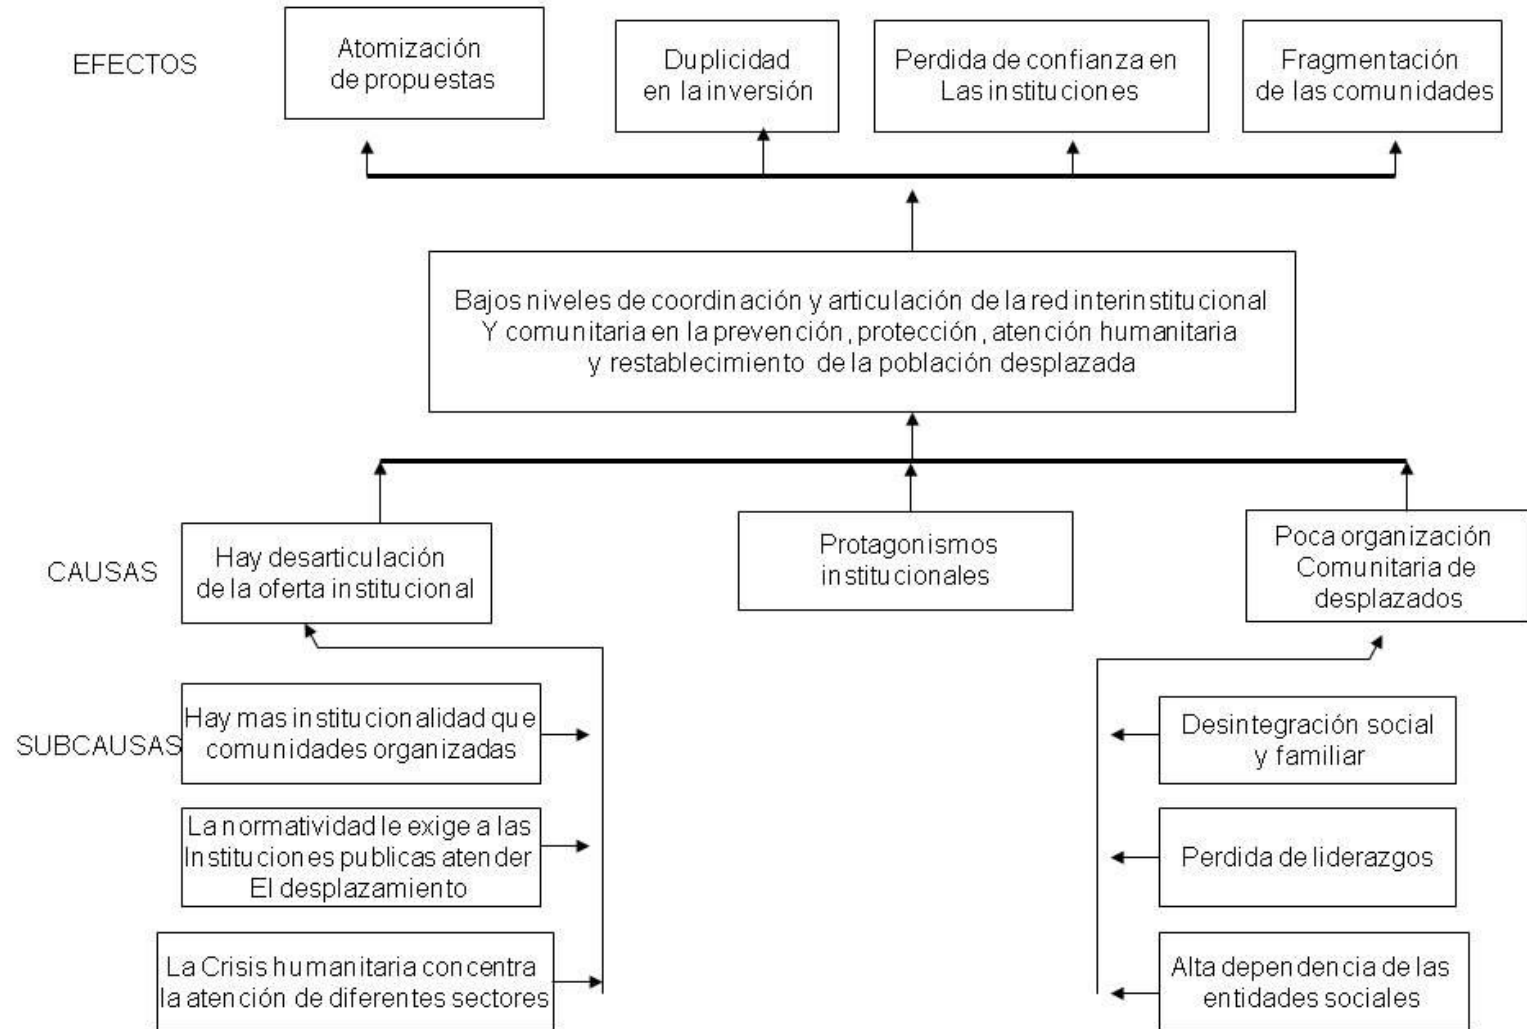 EFECTOS
Atomización
de propuestas
Duplicidad
en la inversión
Perdida de confianza en
Las instituciones
Fragmentación
de las comunidades
Bajos niveles de coordinación y articulación de la red interinstitucional
Y comunitaria en la prevención, protección, atención humanitaria
y restablecimiento de la población desplazada
CAUSAS
Hay desarticulación
de la oferta institucional
Protagonismos
institucionales
Poca organización
Comunitaria de
desplazados
SUBCAUSAS
Hay mas institucionalidad que
comunidades organizadas
La normatividad le exige a las
Instituciones publicas atender
El desplazamiento
La Crisis humanitaria concentra
la atención de diferentes sectores
Desintegración social
y familiar
Perdida de liderazgos
Alta dependencia de las
entidades sociales